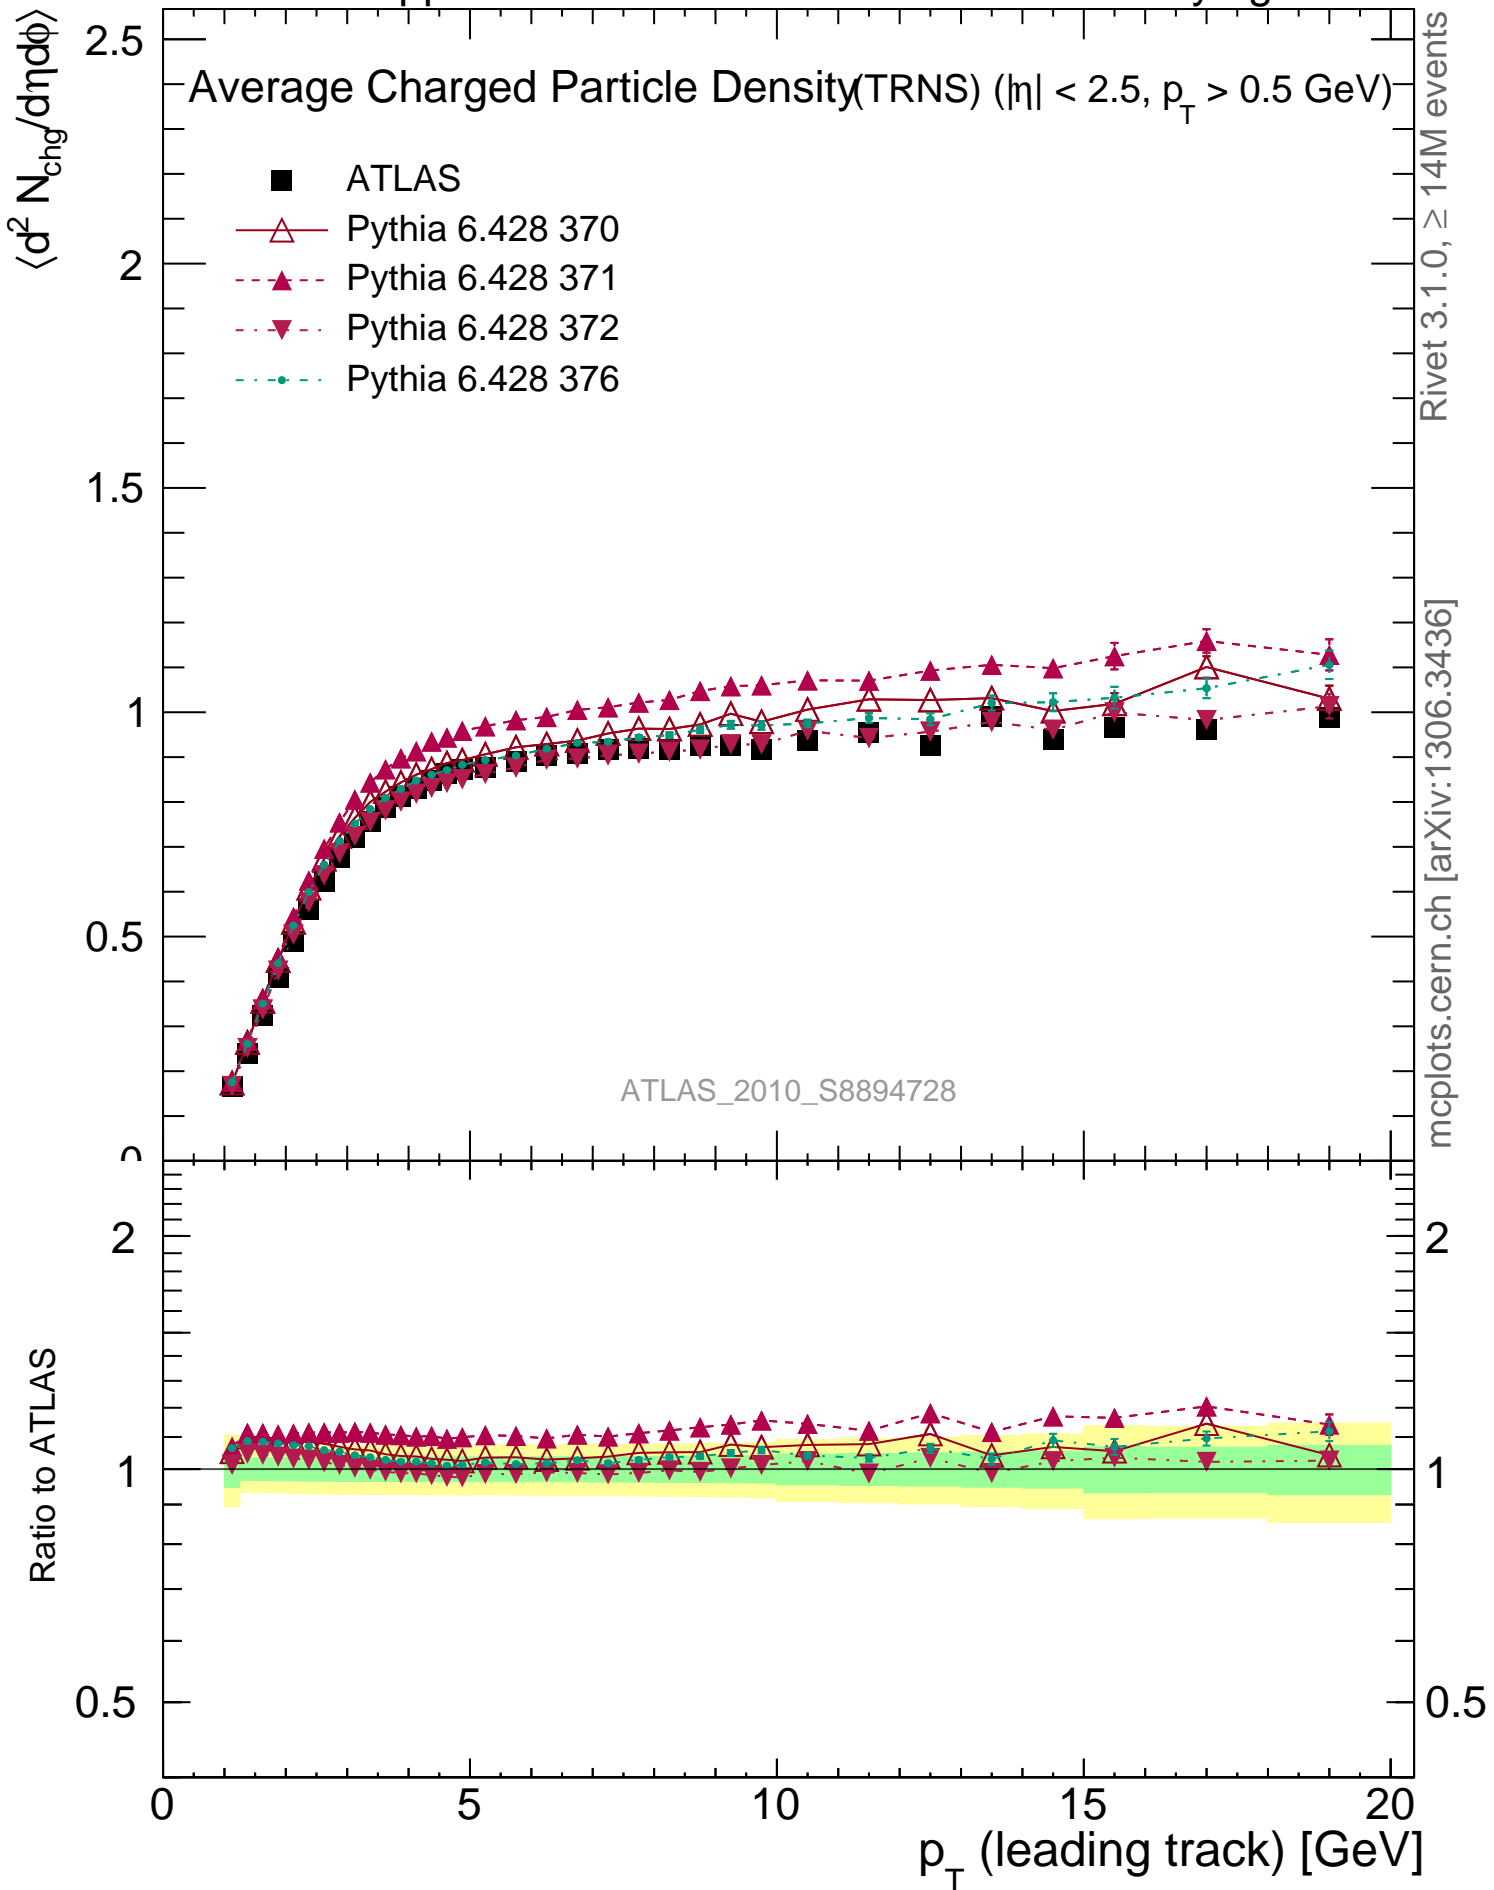 ⟨d² N_chg/dηdϕ⟩
Average Charged Particle Density (TRNS) (|η| < 2.5, p_T > 0.5 GeV)
ATLAS
Pythia 6.428 370
Pythia 6.428 371
Pythia 6.428 372
Pythia 6.428 376
2.5
2
1.5
1
0.5
0
ATLAS_2010_S8894728
Rivet 3.1.0, ≥ 14M events
mcplots.cern.ch [arXiv:1306.3436]
Ratio to ATLAS
2
1
0.5
2
1
0.5
0 5 10 15 20
p_T (leading track) [GeV]